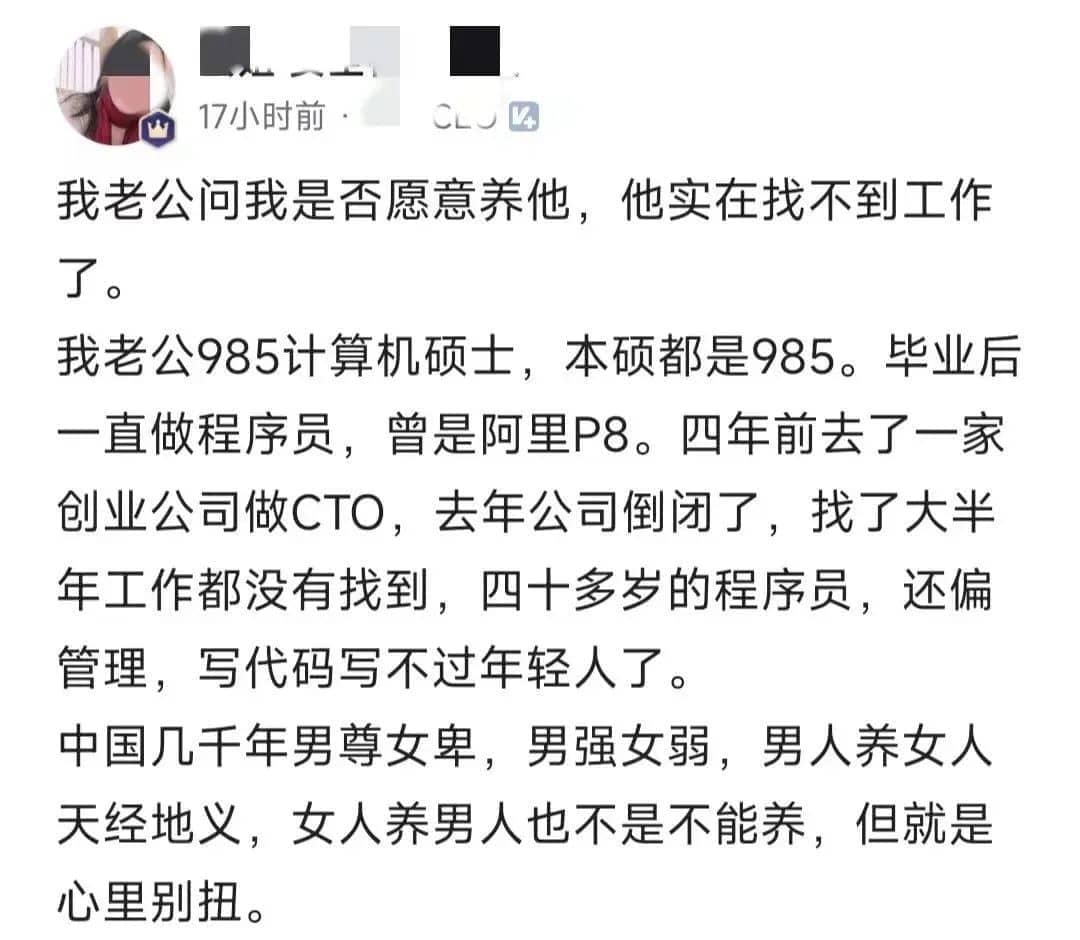 17小时前 ·
我老公问我是否愿意养他，他实在找不到工作
了。
我老公985计算机硕士，本硕都是985。毕业后
一直做程序员，曾是阿里P8。四年前去了一家
创业公司做CTO，去年公司倒闭了，找了大半
年工作都没有找到，四十多岁的程序员，还偏
管理，写代码写不过年轻人了。
中国几千年男尊女卑，男强女弱，男人养女人
天经地义，女人养男人也不是不能养，但就是
心里别扭。